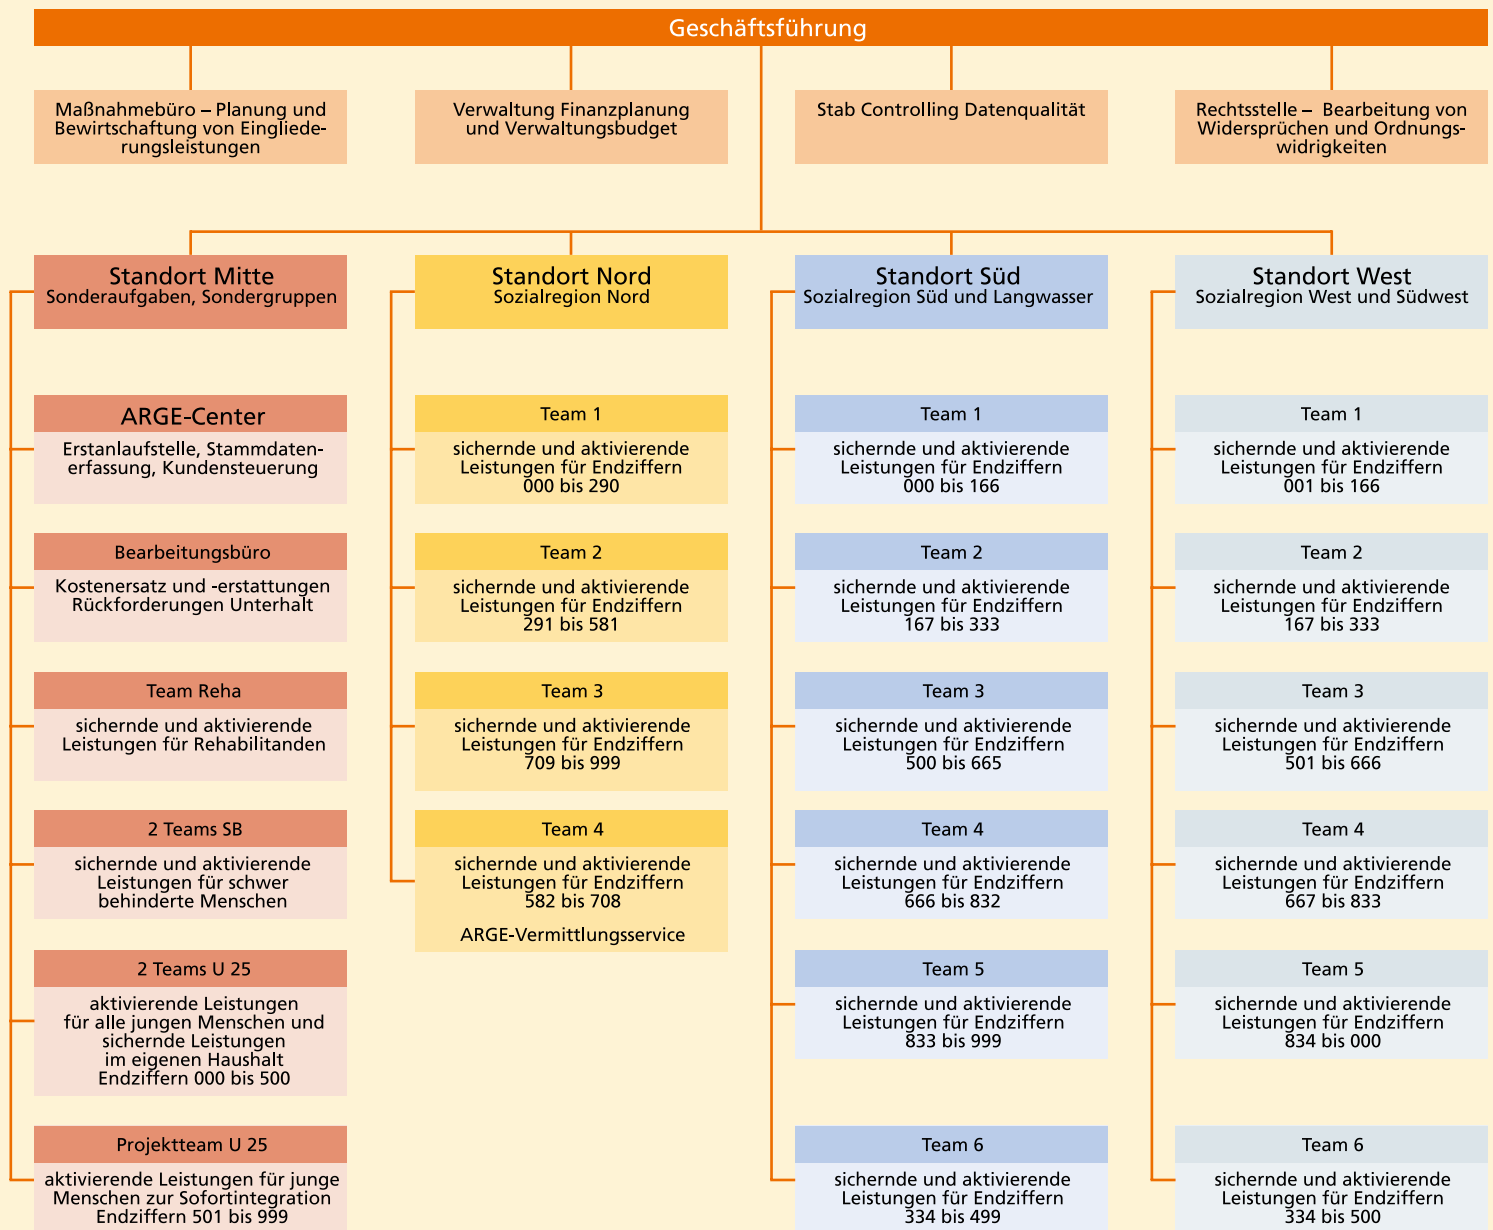 Geschäftsführung
Maßnahmebüro – Planung und
Bewirtschaftung von Eingliede-
rungsleistungen
Verwaltung Finanzplanung
und Verwaltungsbudget
Stab Controlling Datenqualität
Rechtsstelle – Bearbeitung von
Widersprüchen und Ordnungs-
widrigkeiten
Standort Mitte
Sonderaufgaben, Sondergruppen
ARGE-Center
Erstanlaufstelle, Stammdaten-
erfassung, Kundensteuerung
Bearbeitungsbüro
Kostenersatz und -erstattungen
Rückforderungen Unterhalt
Team Reha
sichernde und aktivierende
Leistungen für Rehabilitanden
2 Teams SB
sichernde und aktivierende
Leistungen für schwer
behinderte Menschen
2 Teams U 25
aktivierende Leistungen
für alle jungen Menschen und
sichernde Leistungen
im eigenen Haushalt
Endziffern 000 bis 500
Projektteam U 25
aktivierende Leistungen für junge
Menschen zur Sofortintegration
Endziffern 501 bis 999
Standort Nord
Sozialregion Nord
Team 1
sichernde und aktivierende
Leistungen für Endziffern
000 bis 290
Team 2
sichernde und aktivierende
Leistungen für Endziffern
291 bis 581
Team 3
sichernde und aktivierende
Leistungen für Endziffern
709 bis 999
Team 4
sichernde und aktivierende
Leistungen für Endziffern
582 bis 708
ARGE-Vermittlungsservice
Standort Süd
Sozialregion Süd und Langwasser
Team 1
sichernde und aktivierende
Leistungen für Endziffern
000 bis 166
Team 2
sichernde und aktivierende
Leistungen für Endziffern
167 bis 333
Team 3
sichernde und aktivierende
Leistungen für Endziffern
500 bis 665
Team 4
sichernde und aktivierende
Leistungen für Endziffern
666 bis 832
Team 5
sichernde und aktivierende
Leistungen für Endziffern
833 bis 999
Team 6
sichernde und aktivierende
Leistungen für Endziffern
334 bis 499
Standort West
Sozialregion West und Südwest
Team 1
sichernde und aktivierende
Leistungen für Endziffern
001 bis 166
Team 2
sichernde und aktivierende
Leistungen für Endziffern
167 bis 333
Team 3
sichernde und aktivierende
Leistungen für Endziffern
501 bis 666
Team 4
sichernde und aktivierende
Leistungen für Endziffern
667 bis 833
Team 5
sichernde und aktivierende
Leistungen für Endziffern
834 bis 000
Team 6
sichernde und aktivierende
Leistungen für Endziffern
334 bis 500